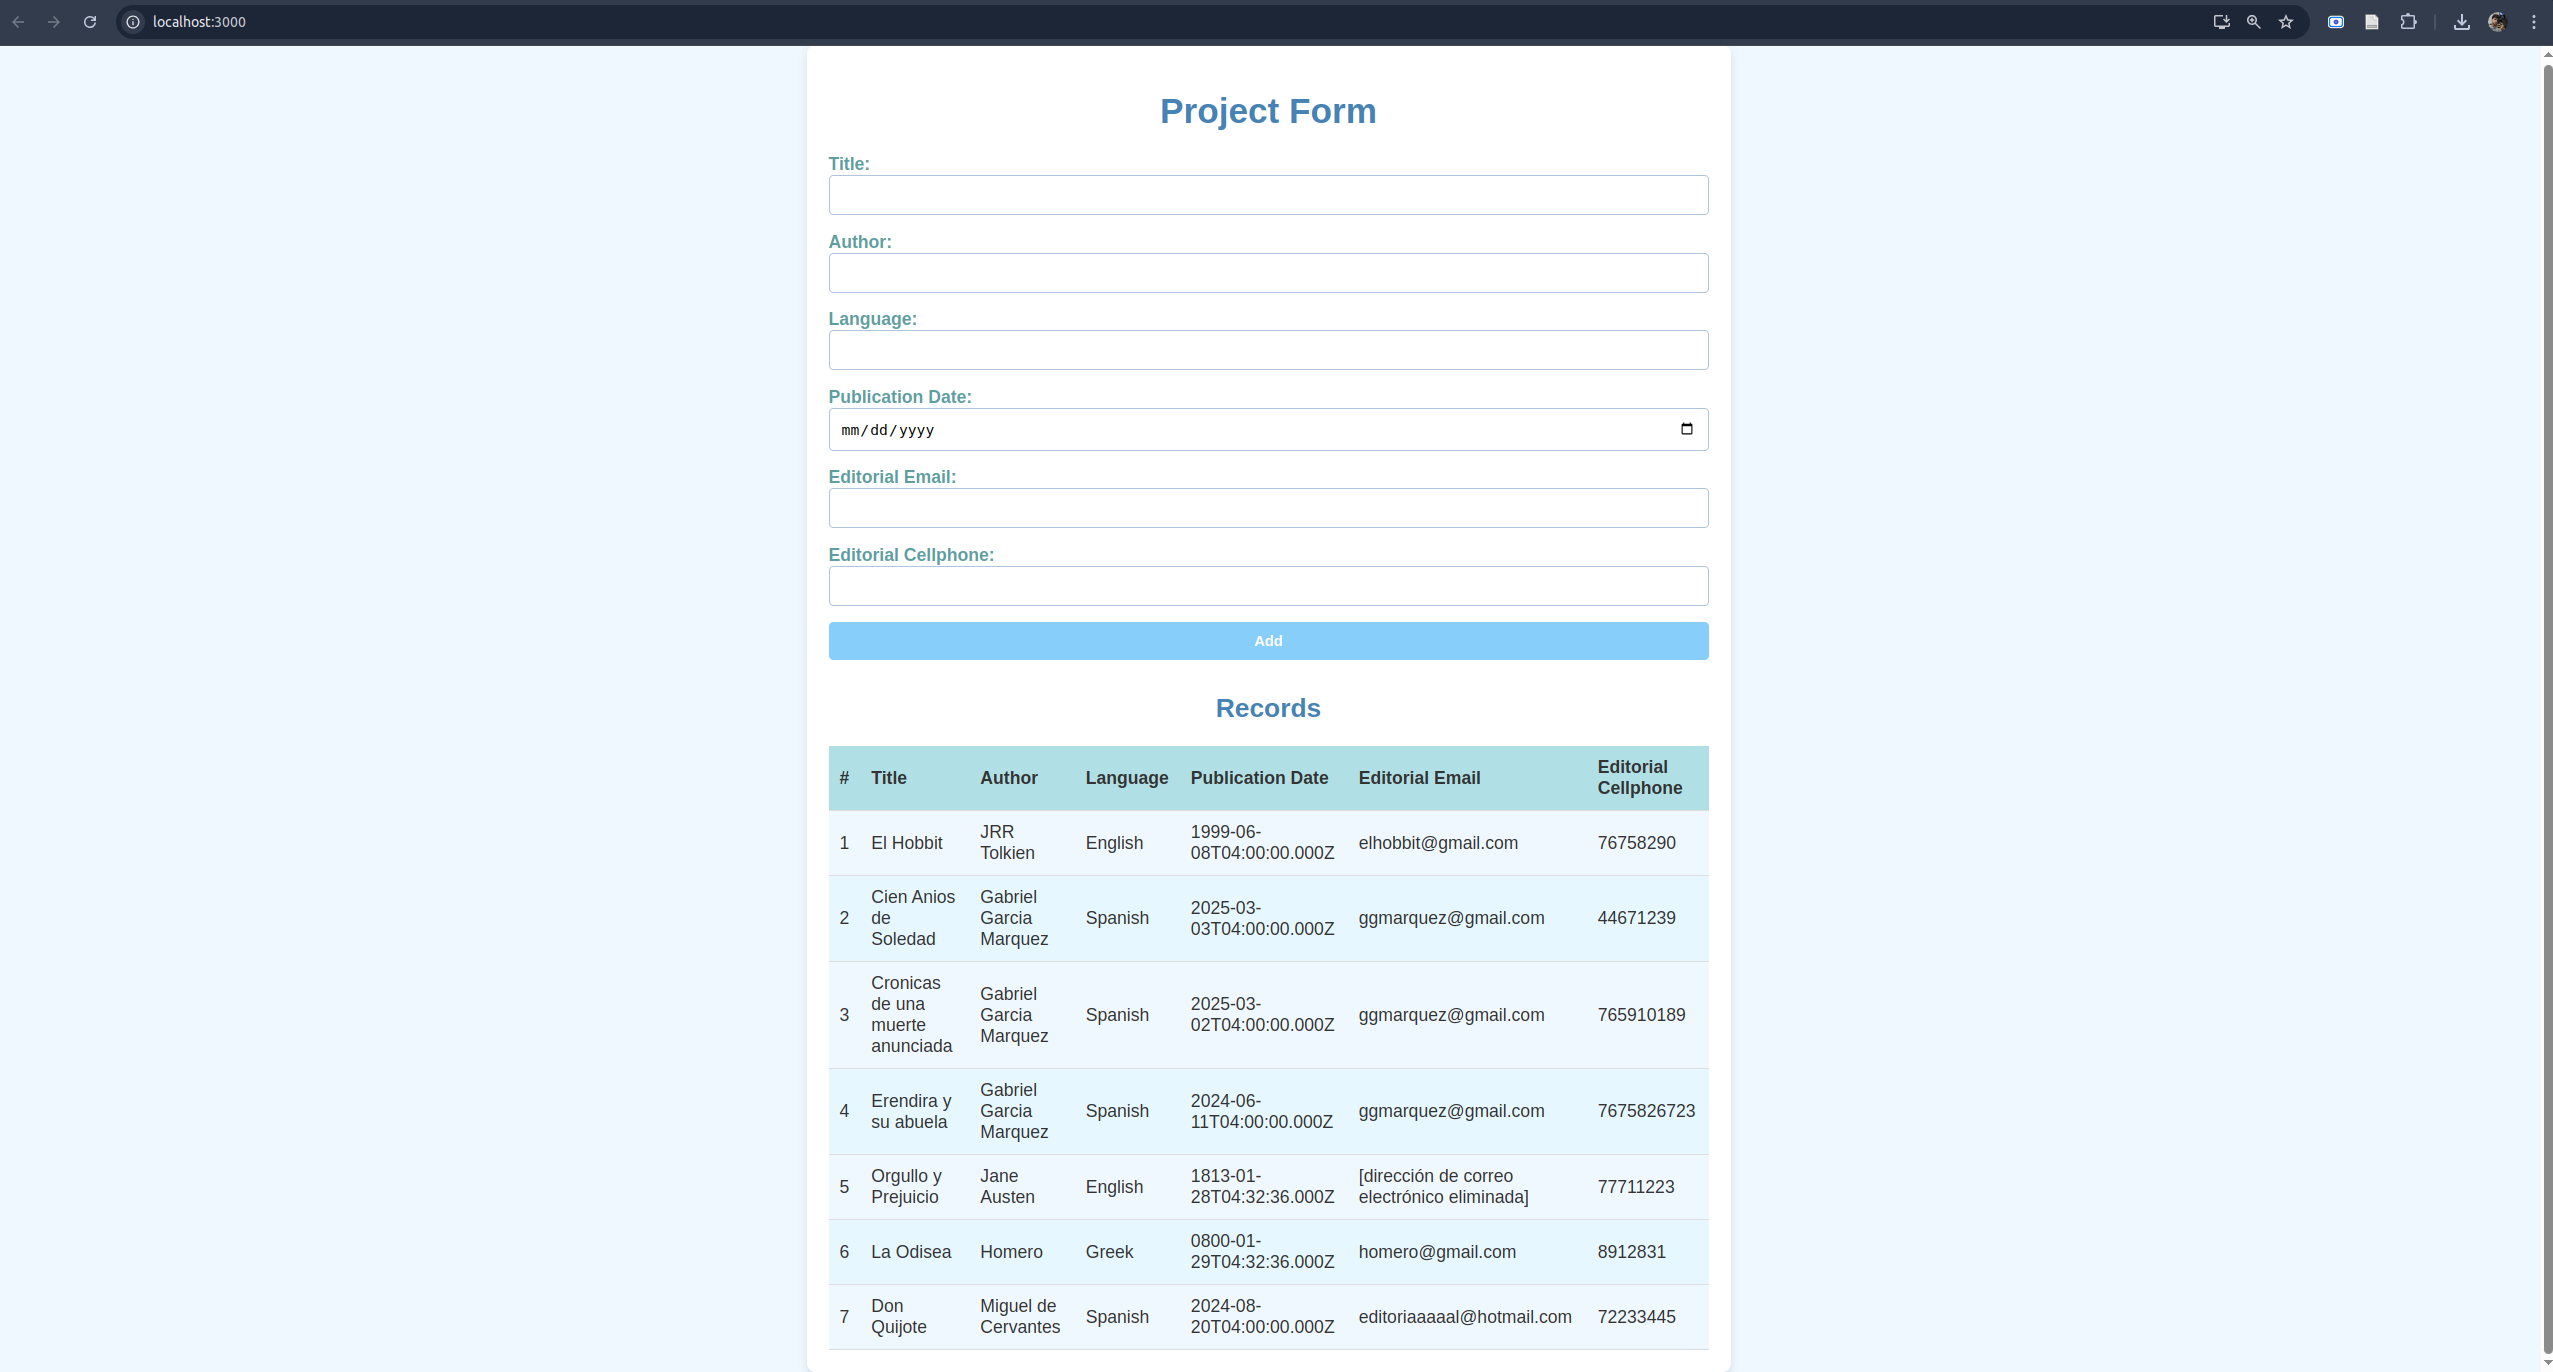 localhost:3000
Project Form
Title:
Author:
Language:
Publication Date:
mm/dd/yyyy
Editorial Email:
Editorial Cellphone:
Add
Records
# Title Author Language Publication Date Editorial Email Editorial
Cellphone
1 El Hobbit JRR
Tolkien English 1999-06-
08T04:00:00.000Z elhobbit@gmail.com 76758290
2 Cien Anios
de
Soledad Gabriel
Garcia
Marquez Spanish 2025-03-
03T04:00:00.000Z ggmarquez@gmail.com 44671239
3 Cronicas
de una
muerte
anunciada Gabriel
Garcia
Marquez Spanish 2025-03-
02T04:00:00.000Z ggmarquez@gmail.com 765910189
4 Erendira y
su abuela Gabriel
Garcia
Marquez Spanish 2024-06-
11T04:00:00.000Z ggmarquez@gmail.com 7675826723
5 Orgullo y
Prejuicio Jane
Austen English 1813-01-
28T04:32:36.000Z [dirección de correo
electrónico eliminada] 77711223
6 La Odisea Homero Greek 0800-01-
29T04:32:36.000Z homero@gmail.com 8912831
7 Don
Quijote Miguel de
Cervantes Spanish 2024-08-
20T04:00:00.000Z editoriaaaaal@hotmail.com 72233445